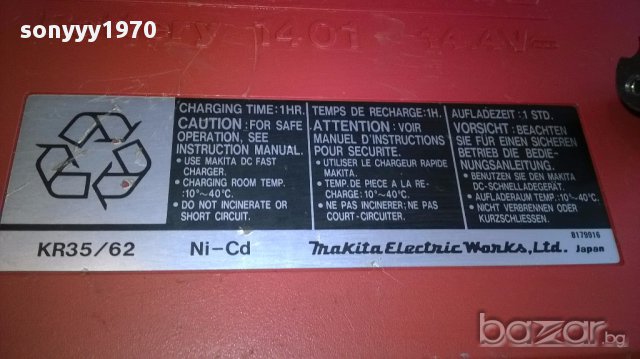 sonyyy1970
1401
CHARGING TIME:1HR.
CAUTION:FOR SAFE
OPERATION, SEE
INSTRUCTION MANUAL.
• USE MAKITA DC FAST
CHARGER.
• CHARGING ROOM TEMP.
:10°~40°C.
• DO NOT INCINERATE OR
SHORT CIRCUIT.
TEMPS DE RECHARGE:1H.
ATTENTION: VOIR
MANUEL D'INSTRUCTIONS
POUR SECURITE.
• UTILISER LE CHARGEUR RAPIDE
MAKITA.
• TEMP. DE PIECE A LA RE-
CHARGE:10°~40°C.
• NE PAS INCINERER;NE PAS
COURT-CIRCUITER.
AUFLADEZEIT:1 STD.
VORSICHT: BEACHTEN
SIE FÜR EINEN SICHEREN
BETRIEB DIE BEDIE-
NUNGSANLEITUNG.
• BENUTZEN SIE DEN MAKITA
DC-SCHNELLADEGERÄT.
• AUFLADERAUM TEMP.:10°~40°C.
• NICHT VERBRENNEN ODER
KURZSCHLIESSEN.
8179916
KR35/62 Ni-Cd Makita Electric Works, Ltd. Japan
bazar.bg